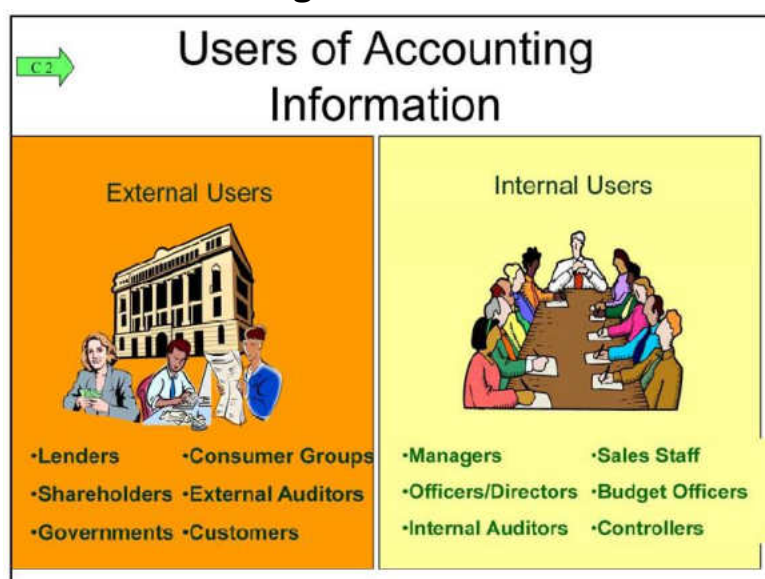 C 2
Users of Accounting
Information
External Users
•Lenders
•Consumer Groups
•Shareholders
•External Auditors
•Governments
•Customers
Internal Users
•Managers
•Sales Staff
•Officers/Directors
•Budget Officers
•Internal Auditors
•Controllers